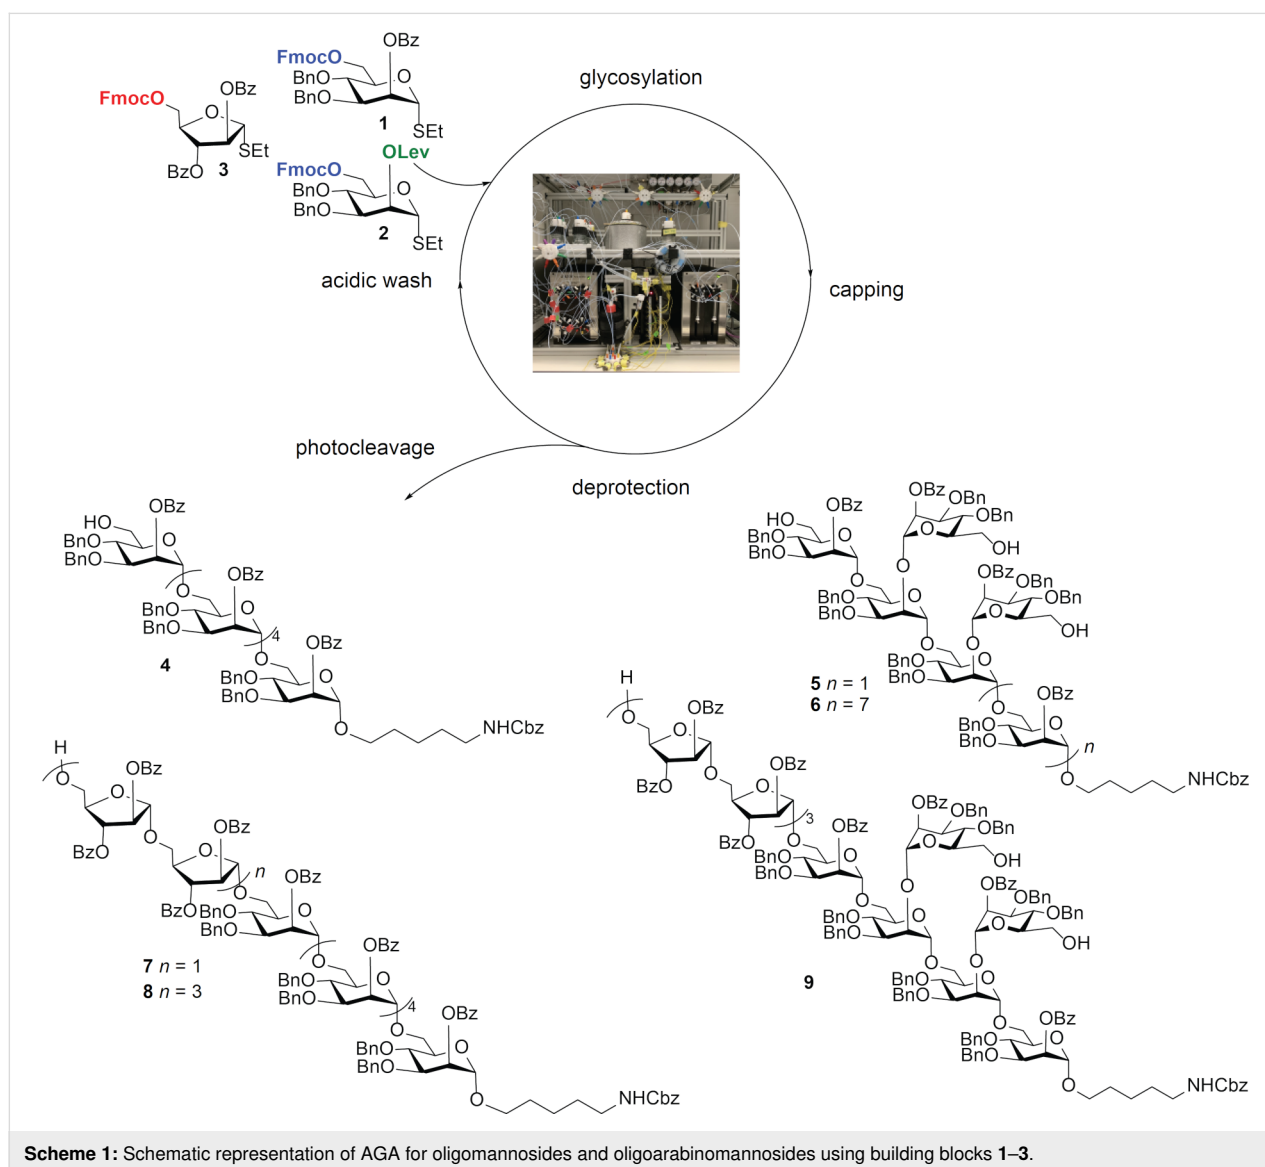 OBz
FmocO
BnO
BnO
O
1
SEt
FmocO
O
OBz
SEt
BzO
3
OLev
FmocO
BnO
BnO
O
2
SEt
glycosylation
acidic wash
capping
photocleavage
deprotection
OBz
HO
BnO
BnO
O
O
OBz
BnO
BnO
O
4
O
4
OBz
BnO
BnO
O
O
NHCbz
OBz
OBn
OBn
O
OH
OBz
HO
BnO
BnO
O
O
O
BnO
BnO
O
OBz
OBn
OBn
O
OH
O
O
BnO
BnO
O
5 n = 1
6 n = 7
O
OBz
BnO
BnO
O
n
O
NHCbz
H
O
OBz
O
BzO
O
OBz
O
BzO
n
O
OBz
BnO
BnO
O
O
OBz
BnO
BnO
O
4
O
OBz
BnO
BnO
O
O
NHCbz
7 n = 1
8 n = 3
H
O
OBz
O
BzO
O
OBz
O
BzO
3
O
OBz
BnO
BnO
O
OBz
OBn
OBn
O
OH
O
O
BnO
BnO
O
OBz
OBn
OBn
O
OH
O
O
BnO
BnO
O
9
O
OBz
BnO
BnO
O
O
NHCbz
Scheme 1: Schematic representation of AGA for oligomannosides and oligoarabinomannosides using building blocks 1–3.